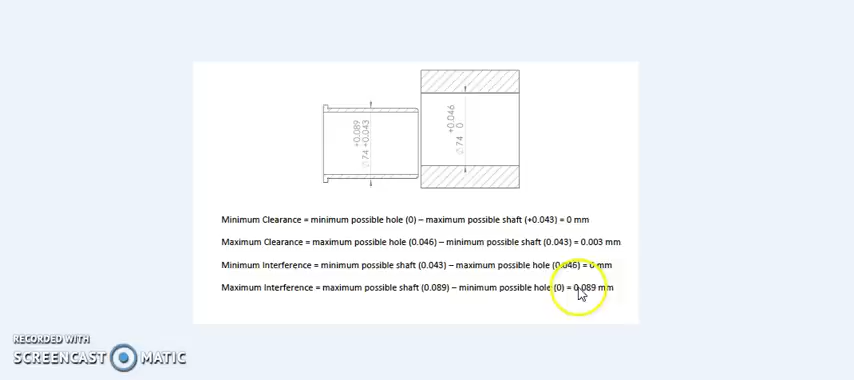 +0.089
∅74 +0.043
+0.046
∅74 0
Minimum Clearance = minimum possible hole (0) – maximum possible shaft (+0.043) = 0 mm
Maximum Clearance = maximum possible hole (0.046) – minimum possible shaft (0.043) = 0.003 mm
Minimum Interference = minimum possible shaft (0.043) – maximum possible hole (0.046) = 0 mm
Maximum Interference = maximum possible shaft (0.089) – minimum possible hole (0) = 0.089 mm
RECORDED WITH
SCREENCAST MATIC